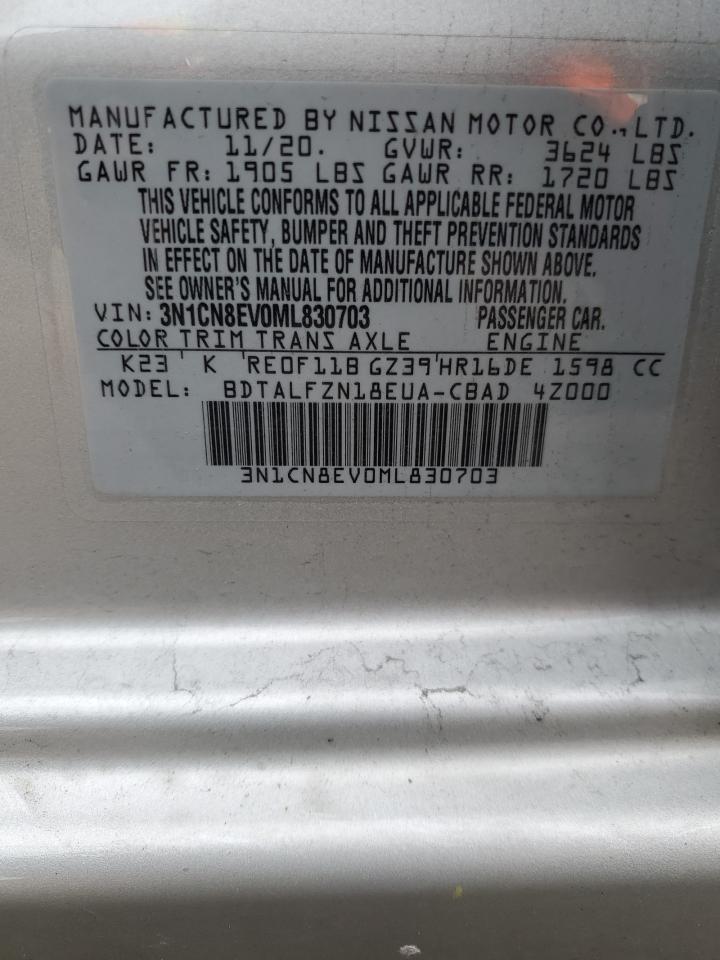 MANUFACTURED BY NISSAN MOTOR CO., LTD.
DATE: 11/20. GVWR: 3624 LBS
GAWR FR: 1905 LBS GAWR RR: 1720 LBS
THIS VEHICLE CONFORMS TO ALL APPLICABLE FEDERAL MOTOR
VEHICLE SAFETY, BUMPER AND THEFT PREVENTION STANDARDS
IN EFFECT ON THE DATE OF MANUFACTURE SHOWN ABOVE.
SEE OWNER'S MANUAL FOR ADDITIONAL INFORMATION.
VIN: 3N1CN8EV0ML830703 PASSENGER CAR.
COLOR TRIM TRANS AXLE ENGINE
K23 K RE0F11B GZ39 HR16DE 1598 CC
MODEL: BDTALFZN18EUA-CBAD 4Z000
3N1CN8EV0ML830703